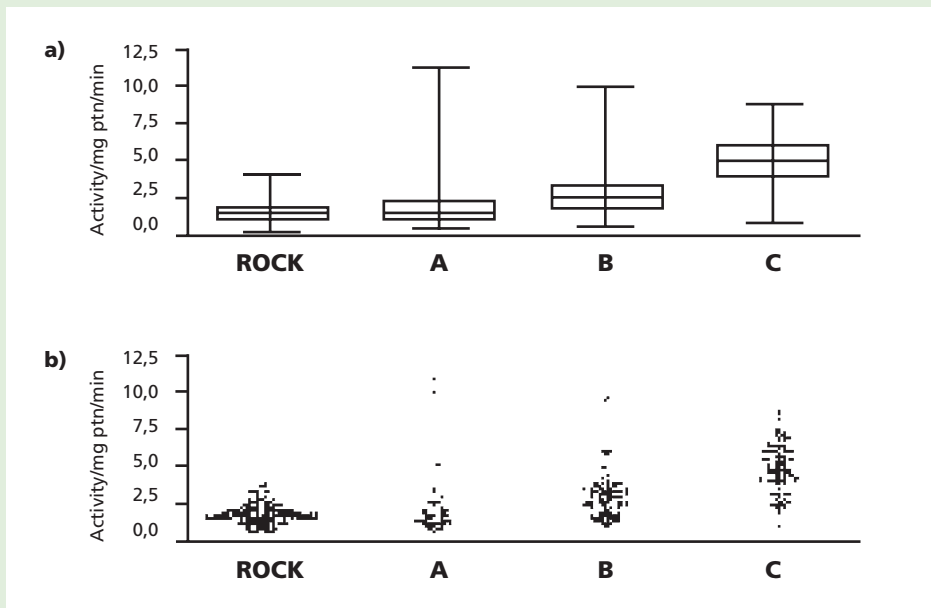 a)
Activity/mg ptn/min
12,5
10,0
7,5
5,0
2,5
0,0
ROCK A B C
b)
Activity/mg ptn/min
12,5
10,0
7,5
5,0
2,5
0,0
ROCK A B C